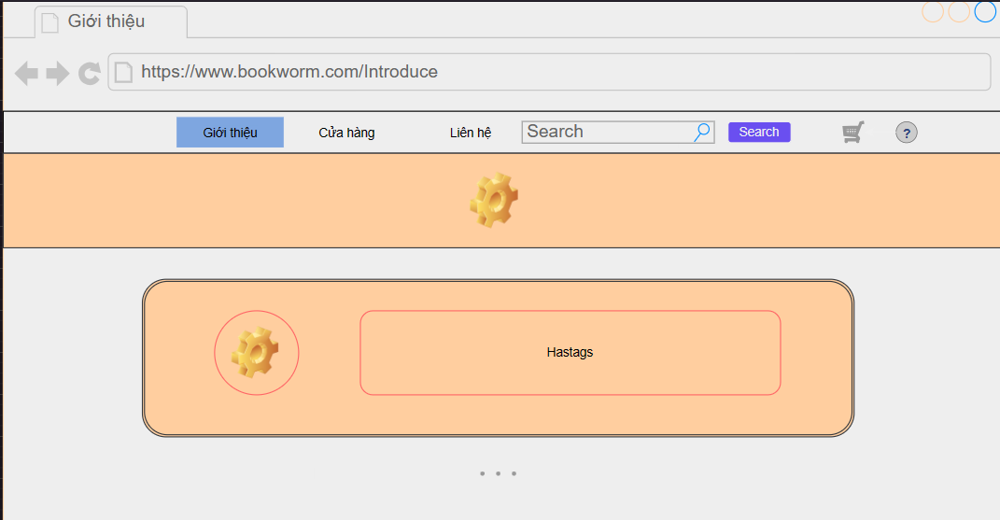 Giới thiệu
https://www.bookworm.com/Introduce
Giới thiệu Cửa hàng Liên hệ Search Search ?
Hastags